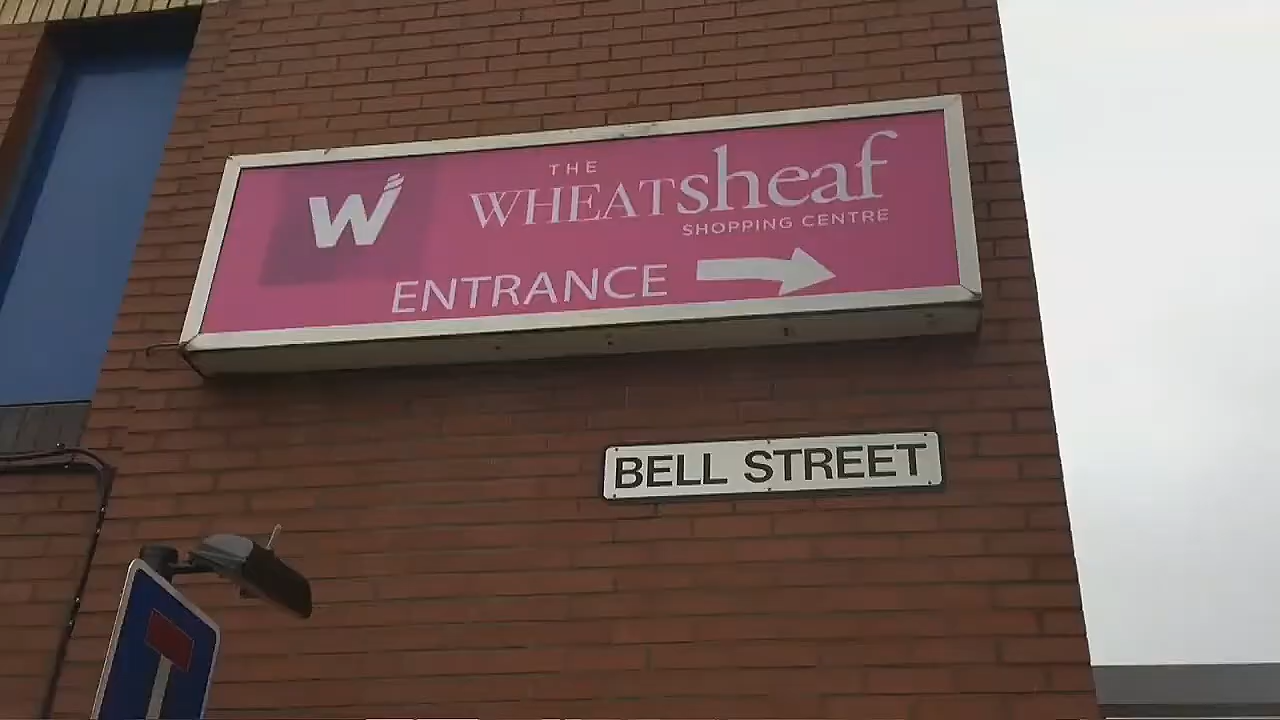 W
THE
WHEATsheaf
SHOPPING CENTRE
ENTRANCE
BELL STREET